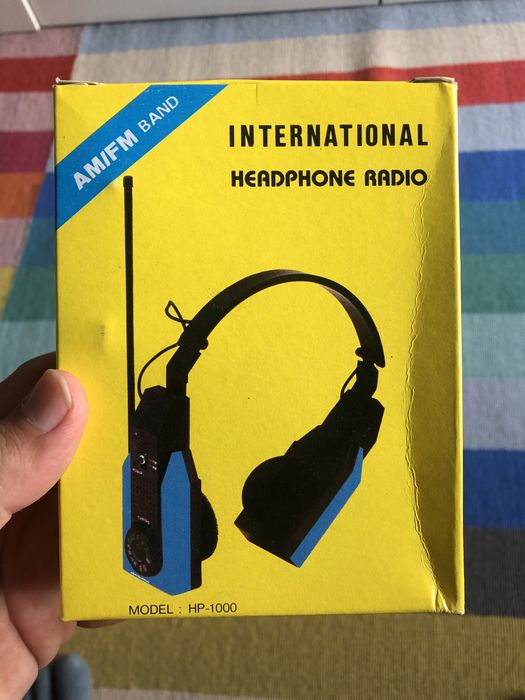 AM/FM BAND
INTERNATIONAL
HEADPHONE RADIO
MODEL : HP-1000